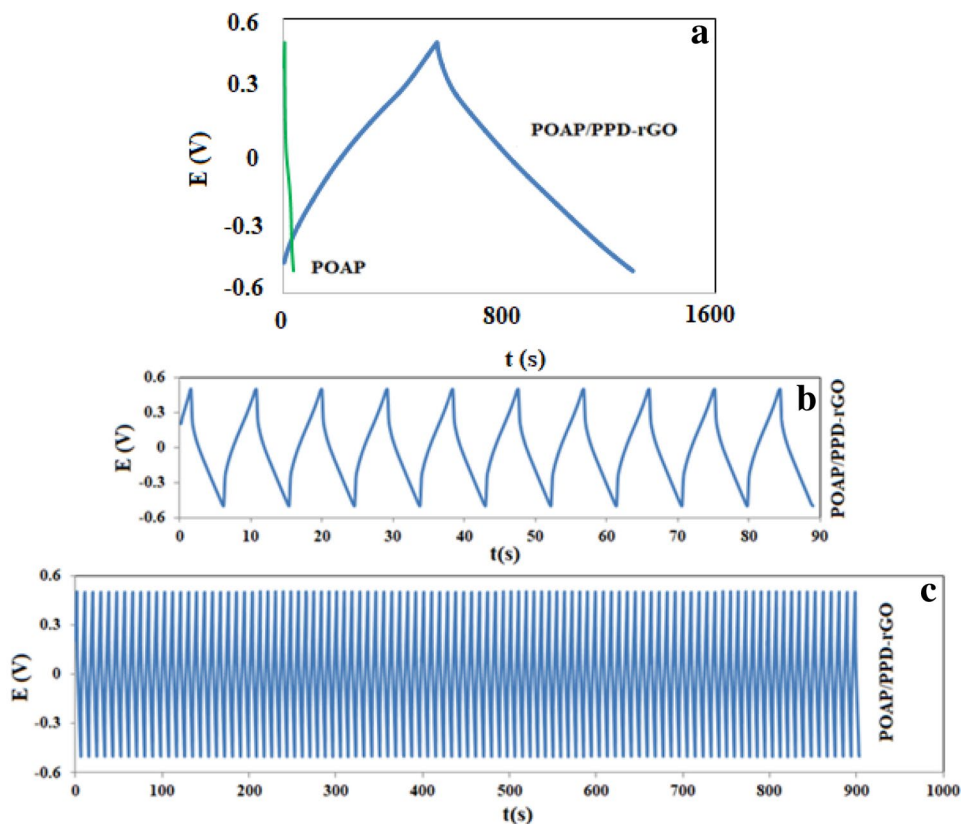 a
0.6
0.3
0
-0.3
-0.6
E (V)
POAP/PPD-rGO
POAP
0 800 1600
t (s)
b
0.6
0.3
0
-0.3
-0.6
E (V)
POAP/PPD-rGO
0 10 20 30 40 50 60 70 80 90
t(s)
c
0.6
0.3
0
-0.3
-0.6
E (V)
POAP/PPD-rGO
0 100 200 300 400 500 600 700 800 900 1000
t(s)